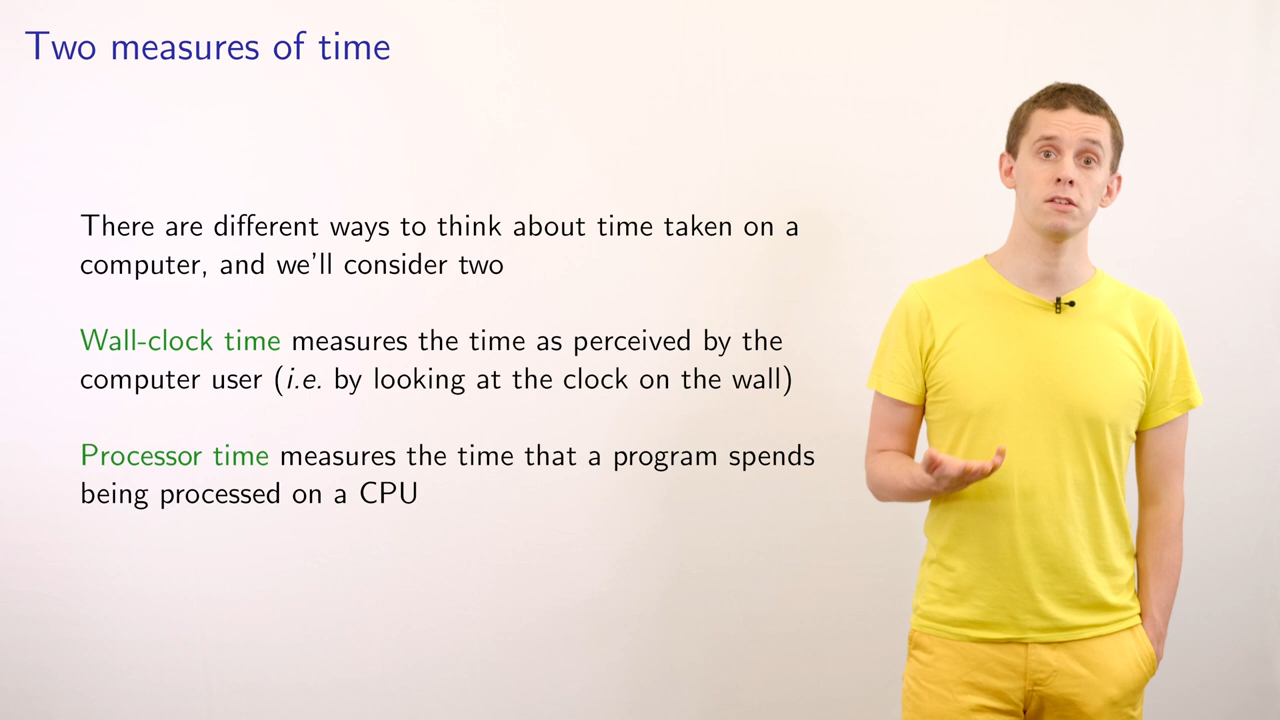 Two measures of time
There are different ways to think about time taken on a
computer, and we'll consider two
Wall-clock time measures the time as perceived by the
computer user (i.e. by looking at the clock on the wall)
Processor time measures the time that a program spends
being processed on a CPU